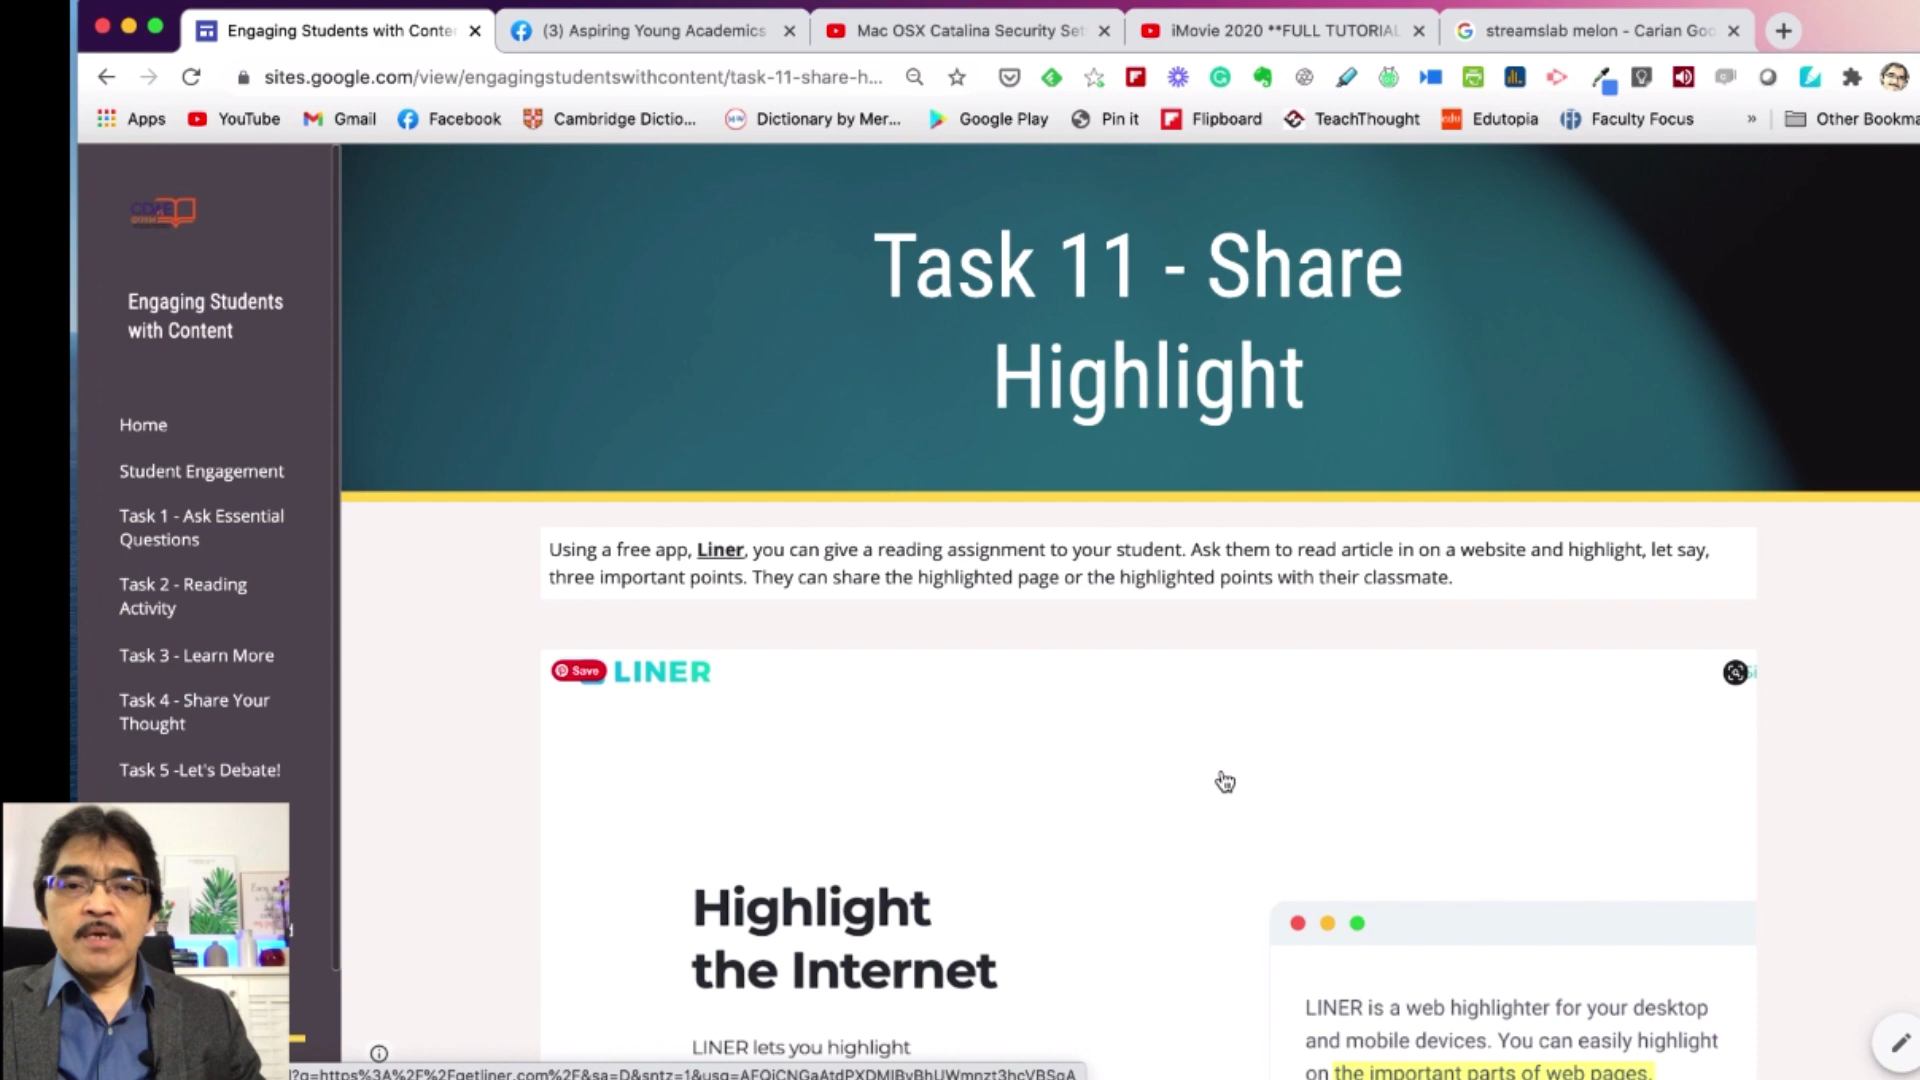 Engaging Students with Conte
(3) Aspiring Young Academics
Mac OSX Catalina Security Set
iMovie 2020 **FULL TUTORIAL
streamslab melon - Carian Goo
sites.google.com/view/engagingstudentswithcontent/task-11-share-h...
Apps
YouTube
Gmail
Facebook
Cambridge Dictio...
Dictionary by Mer...
Google Play
Pin it
Flipboard
TeachThought
edu
Edutopia
Faculty Focus
»
Other Bookma
Engaging Students
with Content
Home
Student Engagement
Task 1 - Ask Essential
Questions
Task 2 - Reading
Activity
Task 3 - Learn More
Task 4 - Share Your
Thought
Task 5 -Let's Debate!
Task 11 - Share
Highlight
Using a free app, Liner, you can give a reading assignment to your student. Ask them to read article in on a website and highlight, let say,
three important points. They can share the highlighted page or the highlighted points with their classmate.
Save
LINER
Highlight
the Internet
LINER lets you highlight
LINER is a web highlighter for your desktop
and mobile devices. You can easily highlight
on the important parts of web pages.